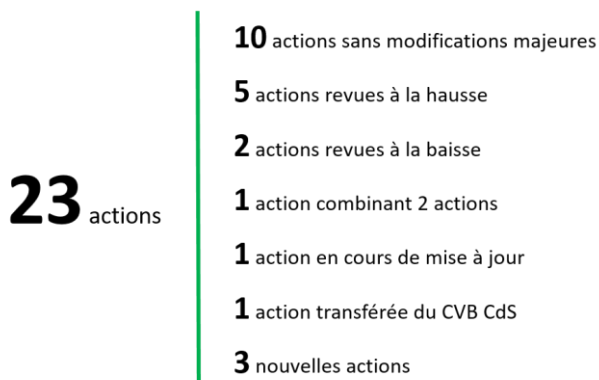 23 actions
10 actions sans modifications majeures
5 actions revues à la hausse
2 actions revues à la baisse
1 action combinant 2 actions
1 action en cours de mise à jour
1 action transférée du CVB CdS
3 nouvelles actions